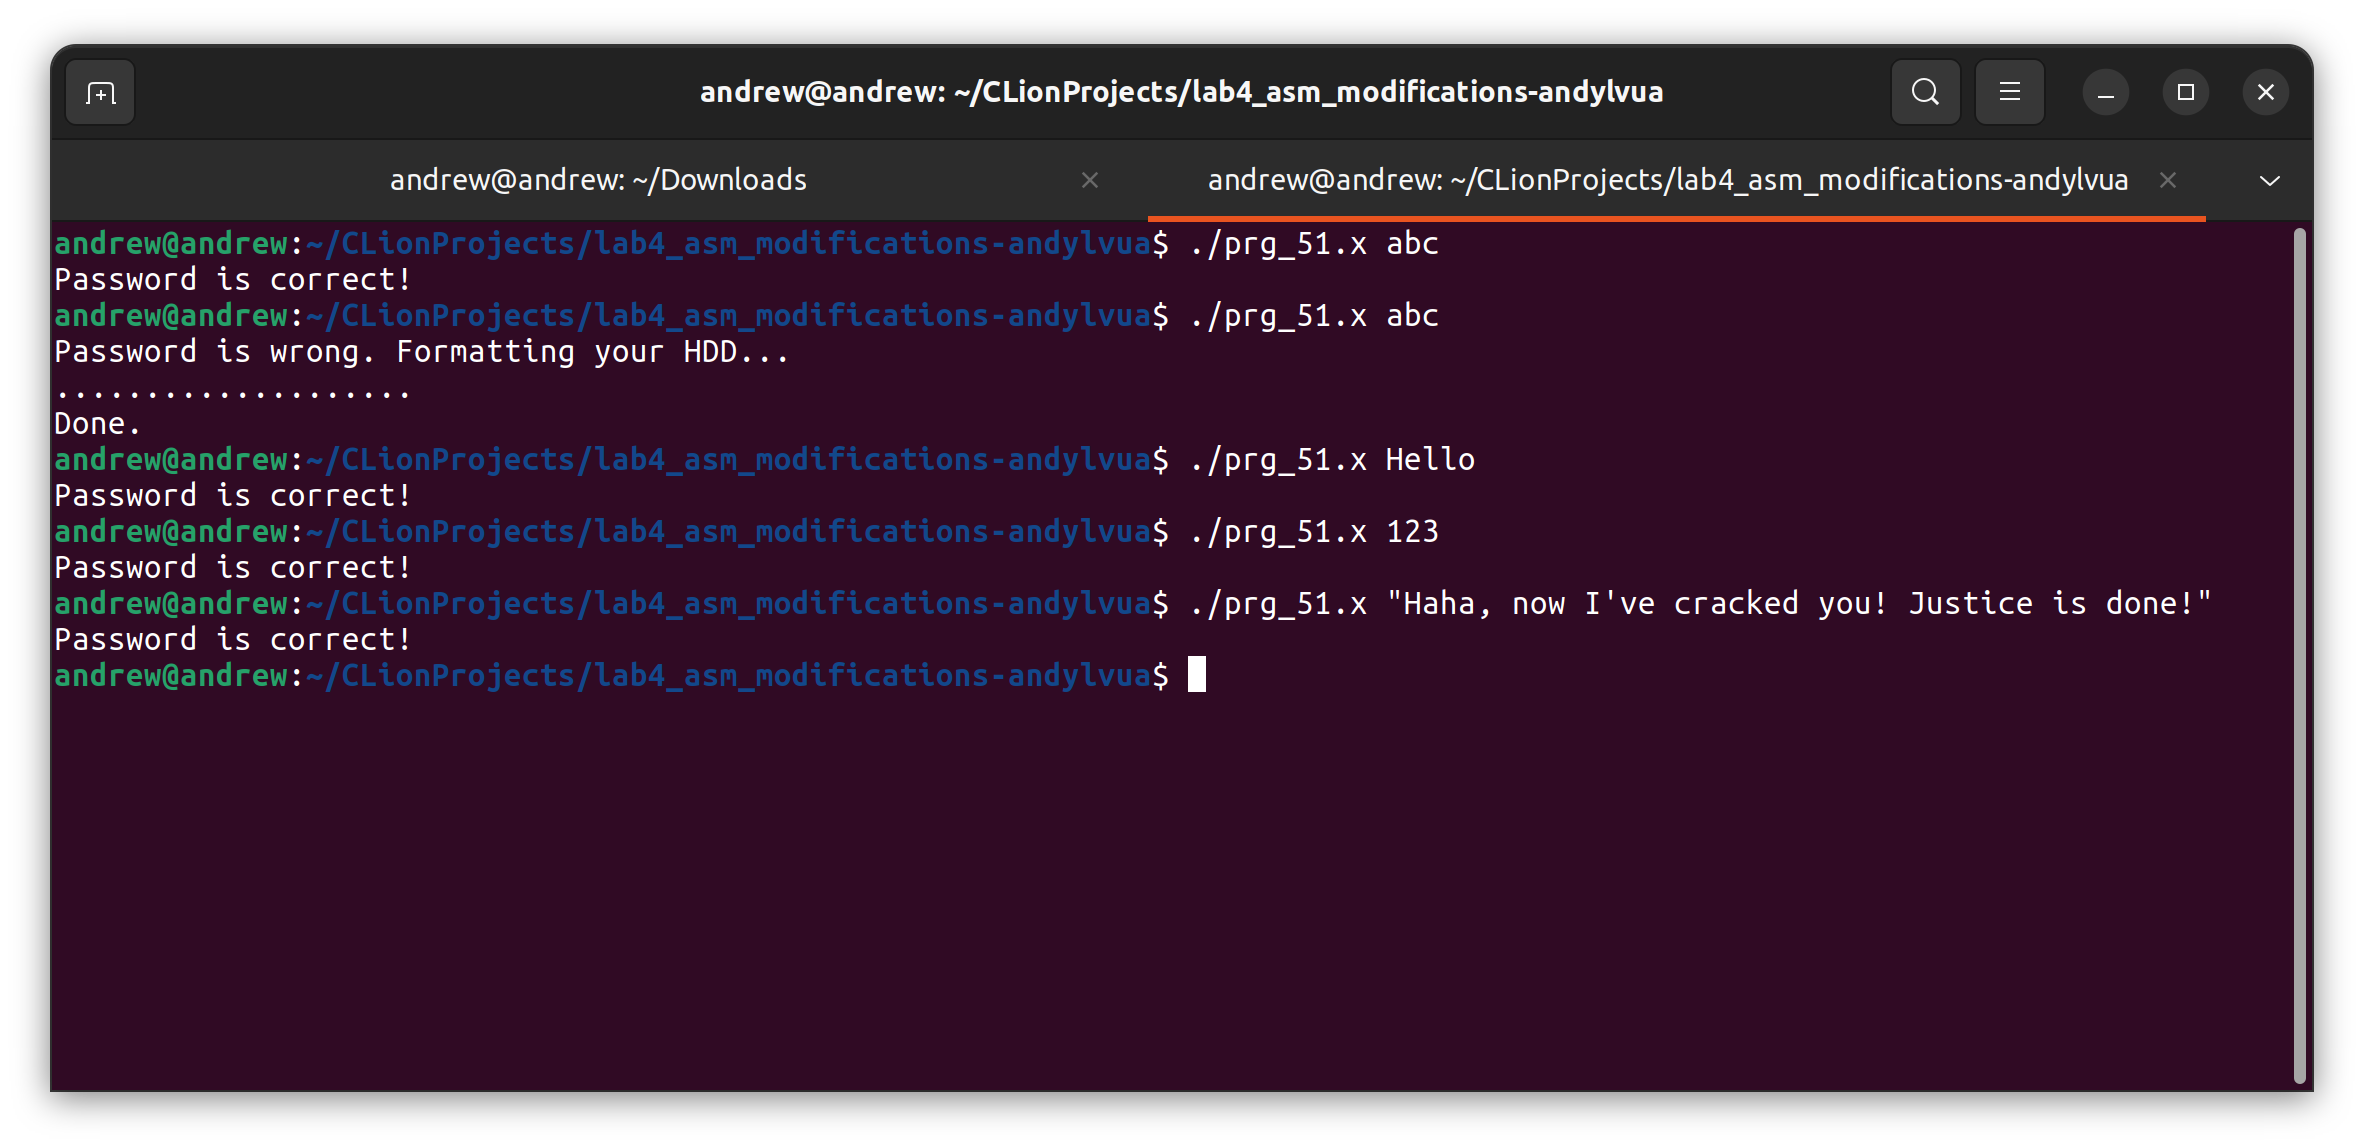 andrew@andrew: ~/CLionProjects/lab4_asm_modifications-andylvua
andrew@andrew: ~/Downloads
andrew@andrew: ~/CLionProjects/lab4_asm_modifications-andylvua
andrew@andrew:~/CLionProjects/lab4_asm_modifications-andylvua$ ./prg_51.x abc
Password is correct!
andrew@andrew:~/CLionProjects/lab4_asm_modifications-andylvua$ ./prg_51.x abc
Password is wrong. Formatting your HDD...
....................
Done.
andrew@andrew:~/CLionProjects/lab4_asm_modifications-andylvua$ ./prg_51.x Hello
Password is correct!
andrew@andrew:~/CLionProjects/lab4_asm_modifications-andylvua$ ./prg_51.x 123
Password is correct!
andrew@andrew:~/CLionProjects/lab4_asm_modifications-andylvua$ ./prg_51.x "Haha, now I've cracked you! Justice is done!"
Password is correct!
andrew@andrew:~/CLionProjects/lab4_asm_modifications-andylvua$